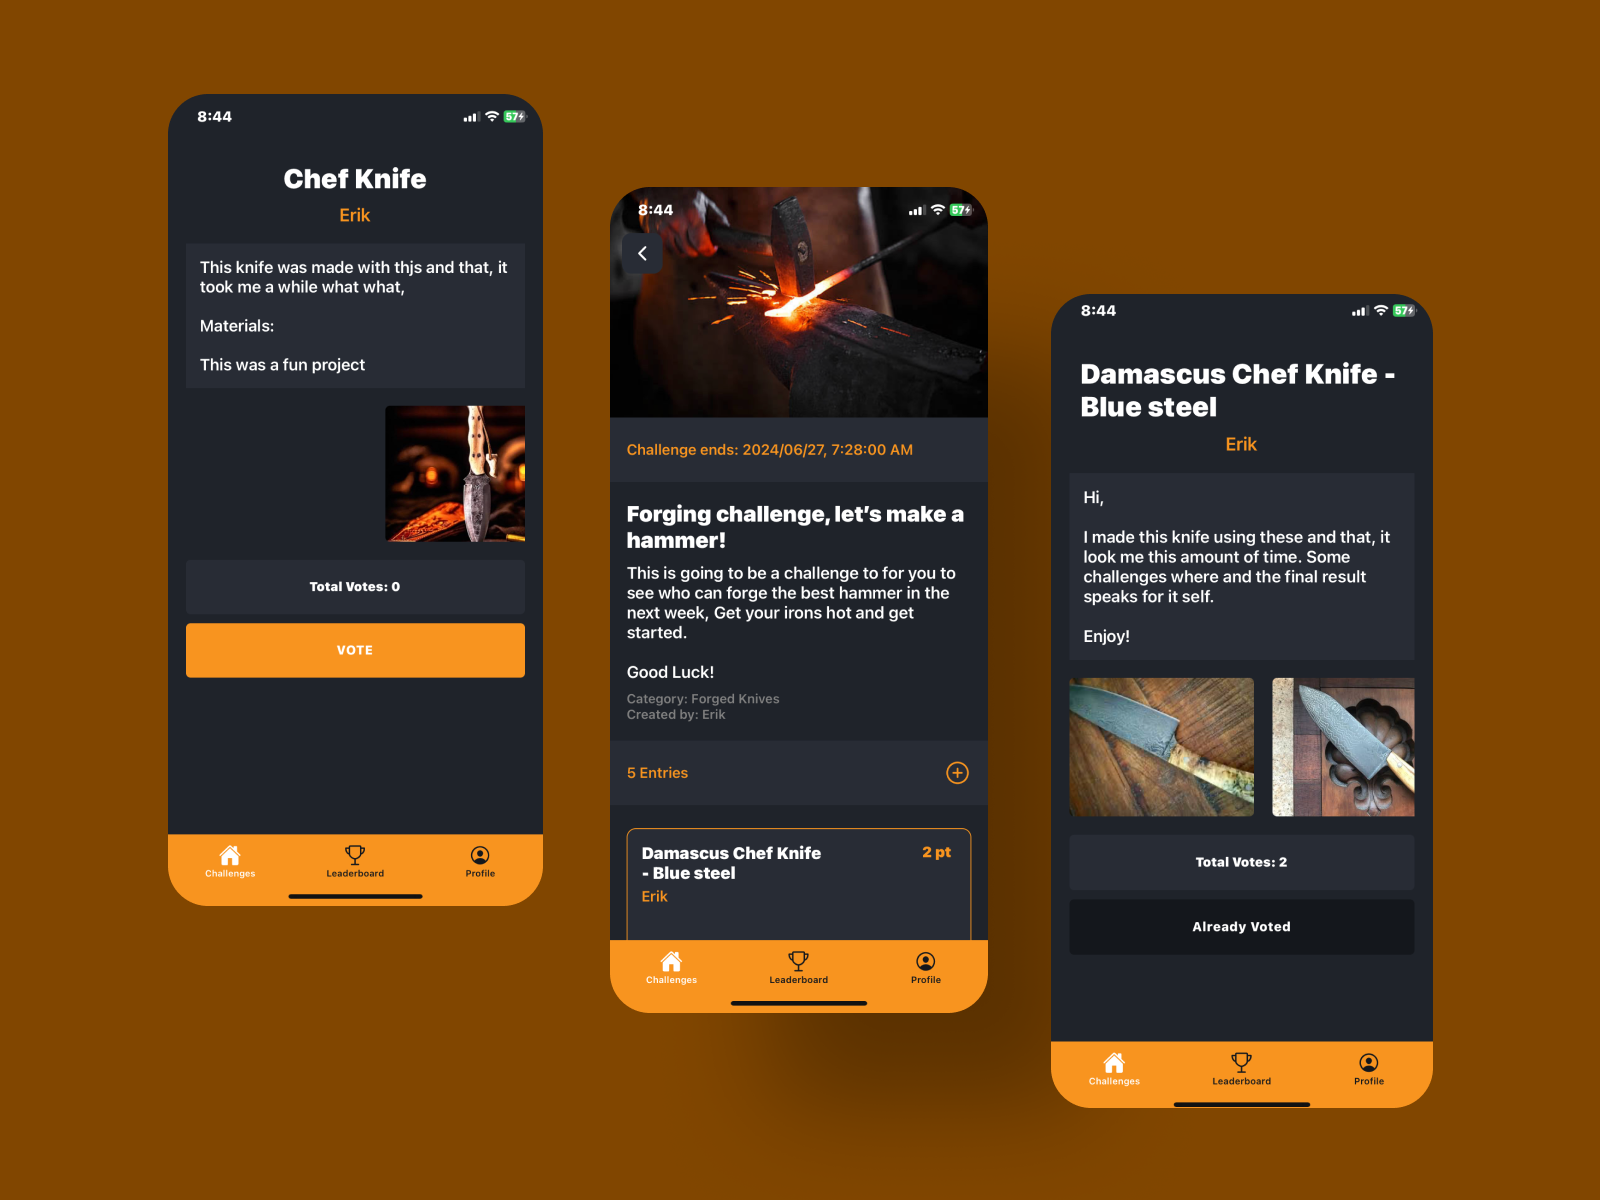 8:44
57
Chef Knife
Erik
This knife was made with thjs and that, it
took me a while what what,
Materials:
This was a fun project
Total Votes: 0
VOTE
Challenges
Leaderboard
Profile
8:44
57
Challenge ends: 2024/06/27, 7:28:00 AM
Forging challenge, let's make a
hammer!
This is going to be a challenge to for you to
see who can forge the best hammer in the
next week, Get your irons hot and get
started.
Good Luck!
Category: Forged Knives
Created by: Erik
5 Entries
Damascus Chef Knife
- Blue steel
2 pt
Erik
Challenges
Leaderboard
Profile
8:44
57
Damascus Chef Knife -
Blue steel
Erik
Hi,
I made this knife using these and that, it
look me this amount of time. Some
challenges where and the final result
speaks for it self.
Enjoy!
Total Votes: 2
Already Voted
Challenges
Leaderboard
Profile